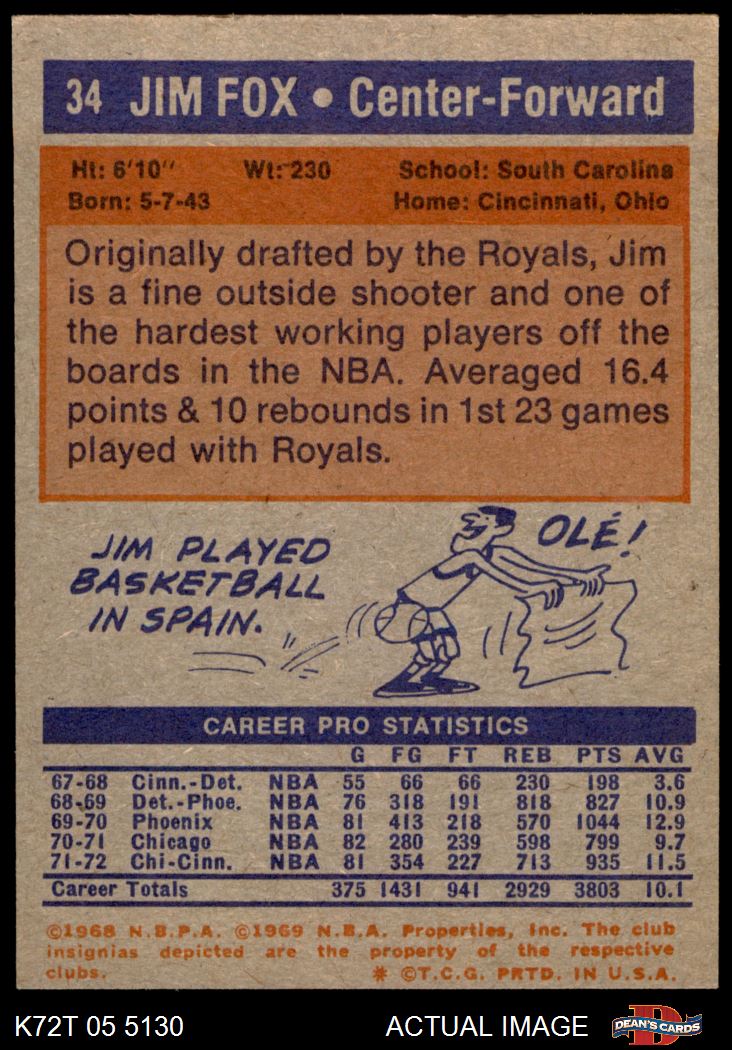 34 JIM FOX • Center-Forward
Ht: 6'10" Wt: 230 School: South Carolina
Born: 5-7-43 Home: Cincinnati, Ohio
Originally drafted by the Royals, Jim
is a fine outside shooter and one of
the hardest working players off the
boards in the NBA. Averaged 16.4
points & 10 rebounds in 1st 23 games
played with Royals.
JIM PLAYED
BASKETBALL
IN SPAIN.
OLÉ!
CAREER PRO STATISTICS
G FG FT REB PTS AVG
67-68 Cinn.-Det. NBA 55 66 66 230 198 3.6
68-69 Det.-Phoe. NBA 76 318 191 818 827 10.9
69-70 Phoenix NBA 81 413 218 570 1044 12.9
70-71 Chicago NBA 82 280 239 598 799 9.7
71-72 Chi-Cinn. NBA 81 354 227 713 935 11.5
Career Totals 375 1431 941 2929 3803 10.1
©1968 N.B.P.A. ©1969 N.B.A. Properties, Inc. The club
insignias depicted are the property of the respective
clubs. * ©T.C.G. PRTD. IN U.S.A.
K72T 05 5130 ACTUAL IMAGE
D
DEAN'S CARDS